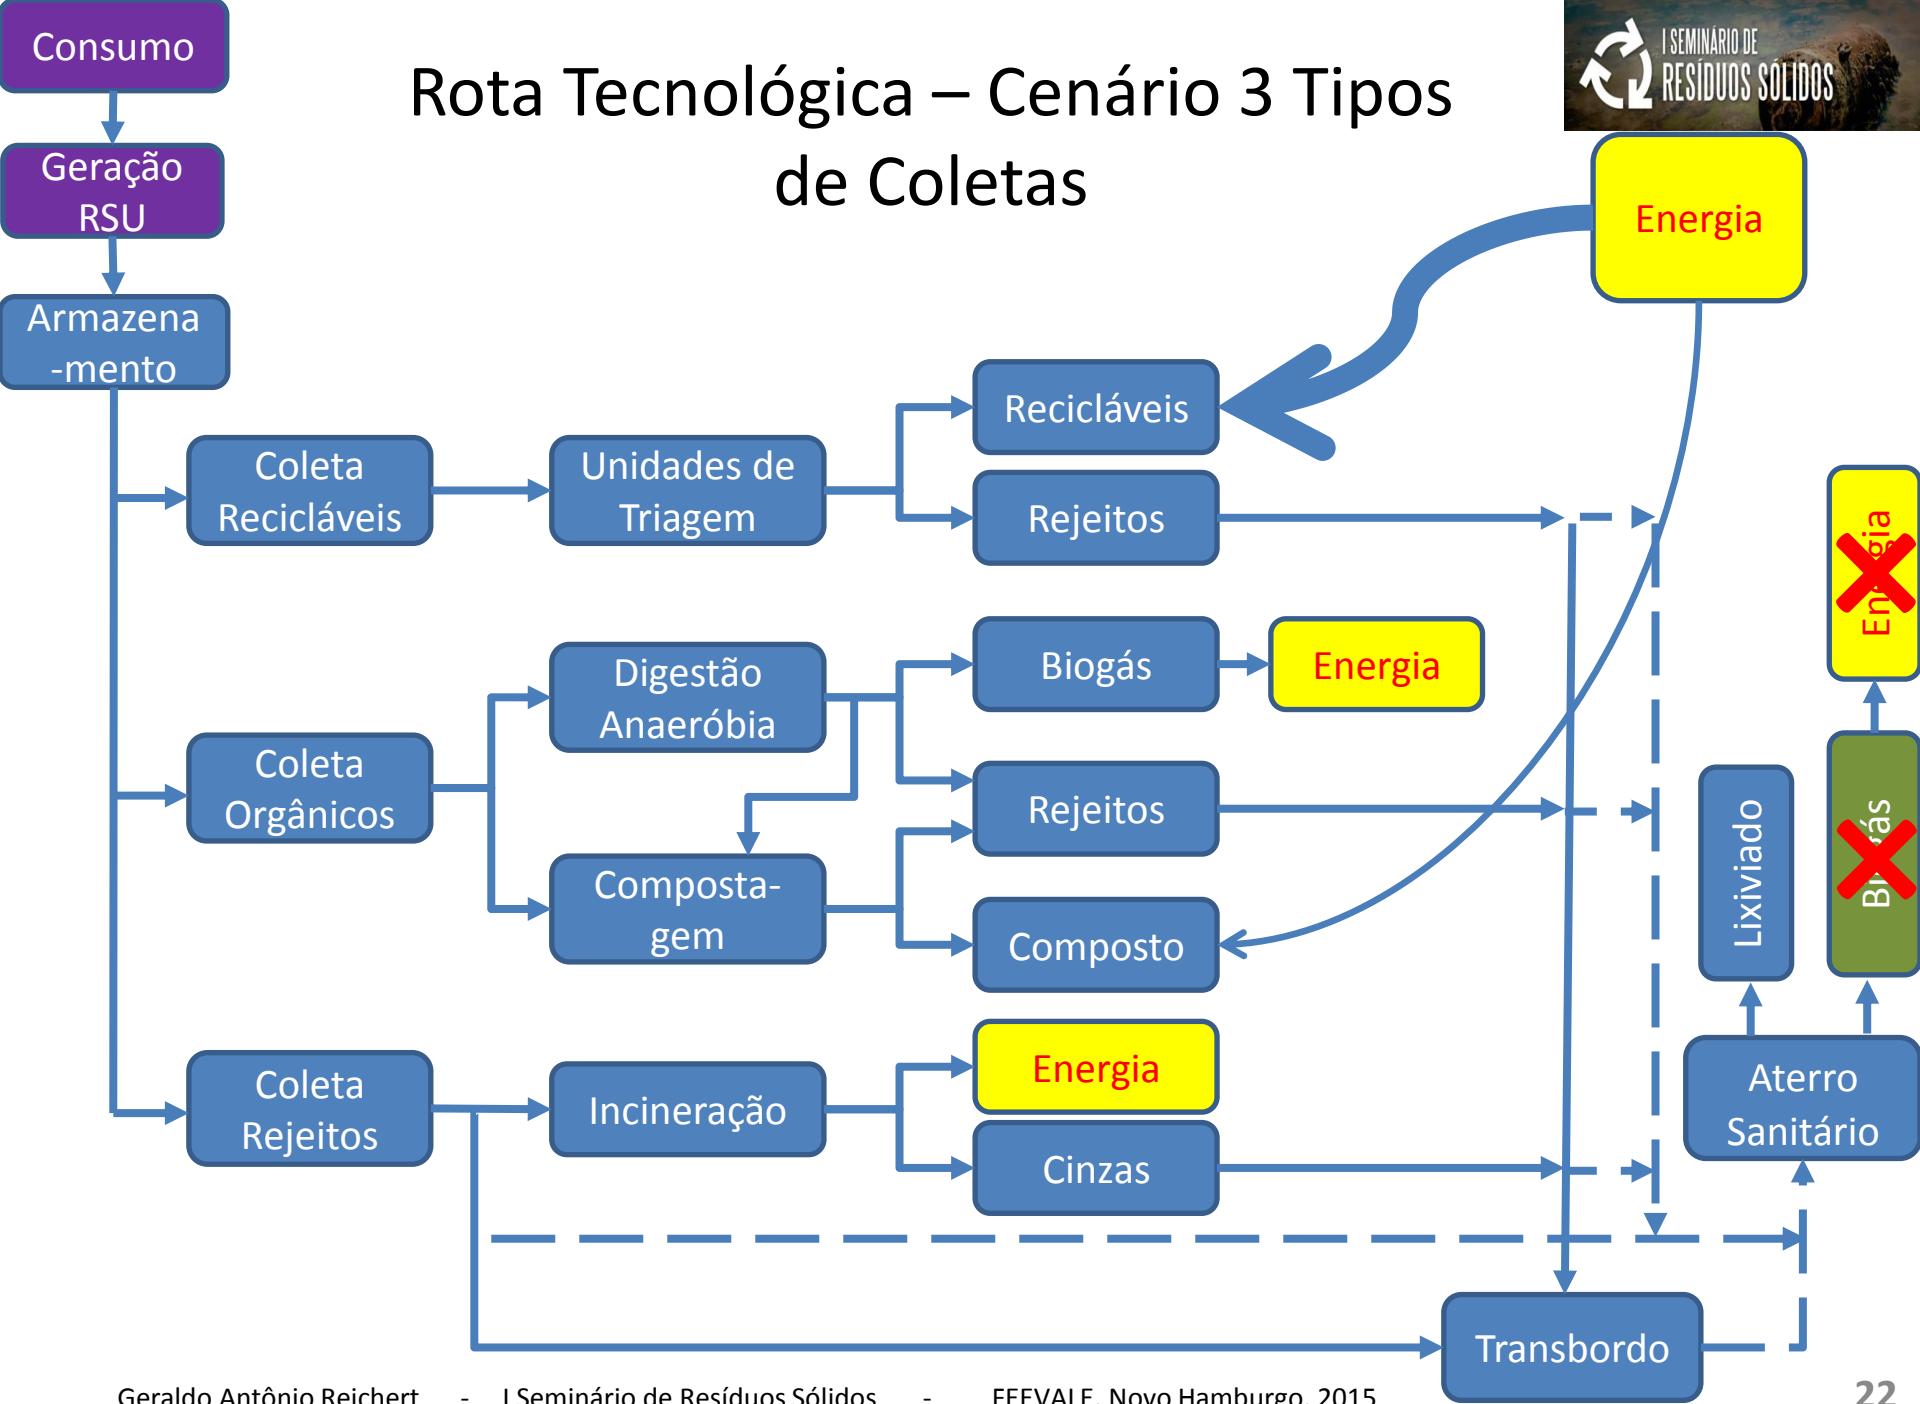 Consumo
Rota Tecnológica – Cenário 3 Tipos
de Coletas
I SEMINÁRIO DE
RESÍDUOS SÓLIDOS
Geração
RSU
Energia
Armazena
-mento
Recicláveis
Coleta
Recicláveis
Unidades de
Triagem
Rejeitos
Energia
Digestão
Anaeróbia
Biogás
Energia
Coleta
Orgânicos
Rejeitos
Lixiviado
Biogás
Composta-
gem
Composto
Energia
Coleta
Rejeitos
Incineração
Cinzas
Aterro
Sanitário
Transbordo
Geraldo Antônio Reichert - I Seminário de Resíduos Sólidos - FEEVALE, Novo Hamburgo, 2015
22